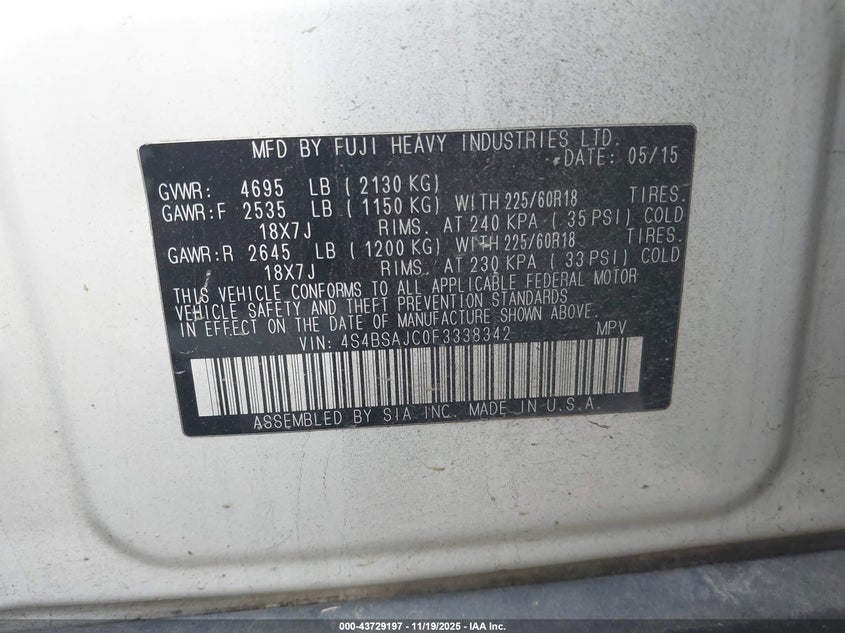 MFD BY FUJI HEAVY INDUSTRIES LTD.
DATE: 05/15
GVWR: 4695 LB ( 2130 KG)
GAWR:F 2535 LB ( 1150 KG) WITH 225/60R18 TIRES.
18X7J RIMS. AT 240 KPA ( 35 PSI) COLD
GAWR:R 2645 LB ( 1200 KG) WITH 225/60R18 TIRES.
18X7J RIMS. AT 230 KPA ( 33 PSI) COLD
THIS VEHICLE CONFORMS TO ALL APPLICABLE FEDERAL MOTOR
VEHICLE SAFETY AND THEFT PREVENTION STANDARDS
IN EFFECT ON THE DATE OF MANUFACTURE SHOWN ABOVE.
VIN: 4S4BSAJC0F3338342 MPV
ASSEMBLED BY SIA INC. MADE IN U.S.A.
000-43729197 - 11/19/2025 - IAA Inc.